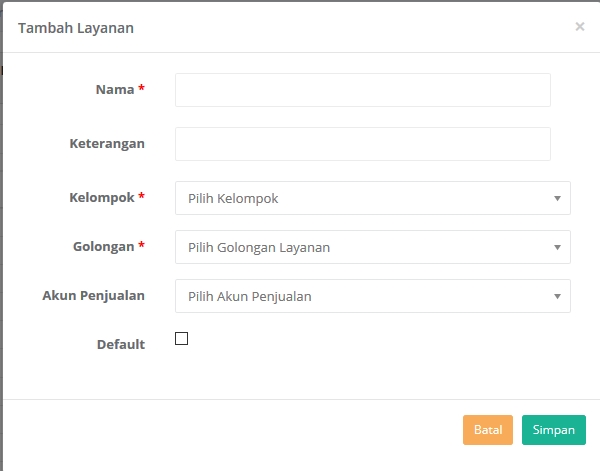 Tambah Layanan ×
Nama *
Keterangan
Kelompok * Pilih Kelompok
Golongan * Pilih Golongan Layanan
Akun Penjualan Pilih Akun Penjualan
Default
Batal Simpan